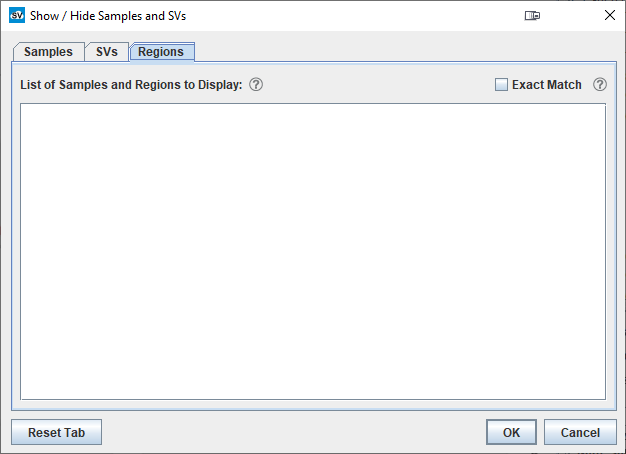 SV Show / Hide Samples and SVs
Samples SVs Regions
List of Samples and Regions to Display: ? Exact Match ?
Reset Tab OK Cancel